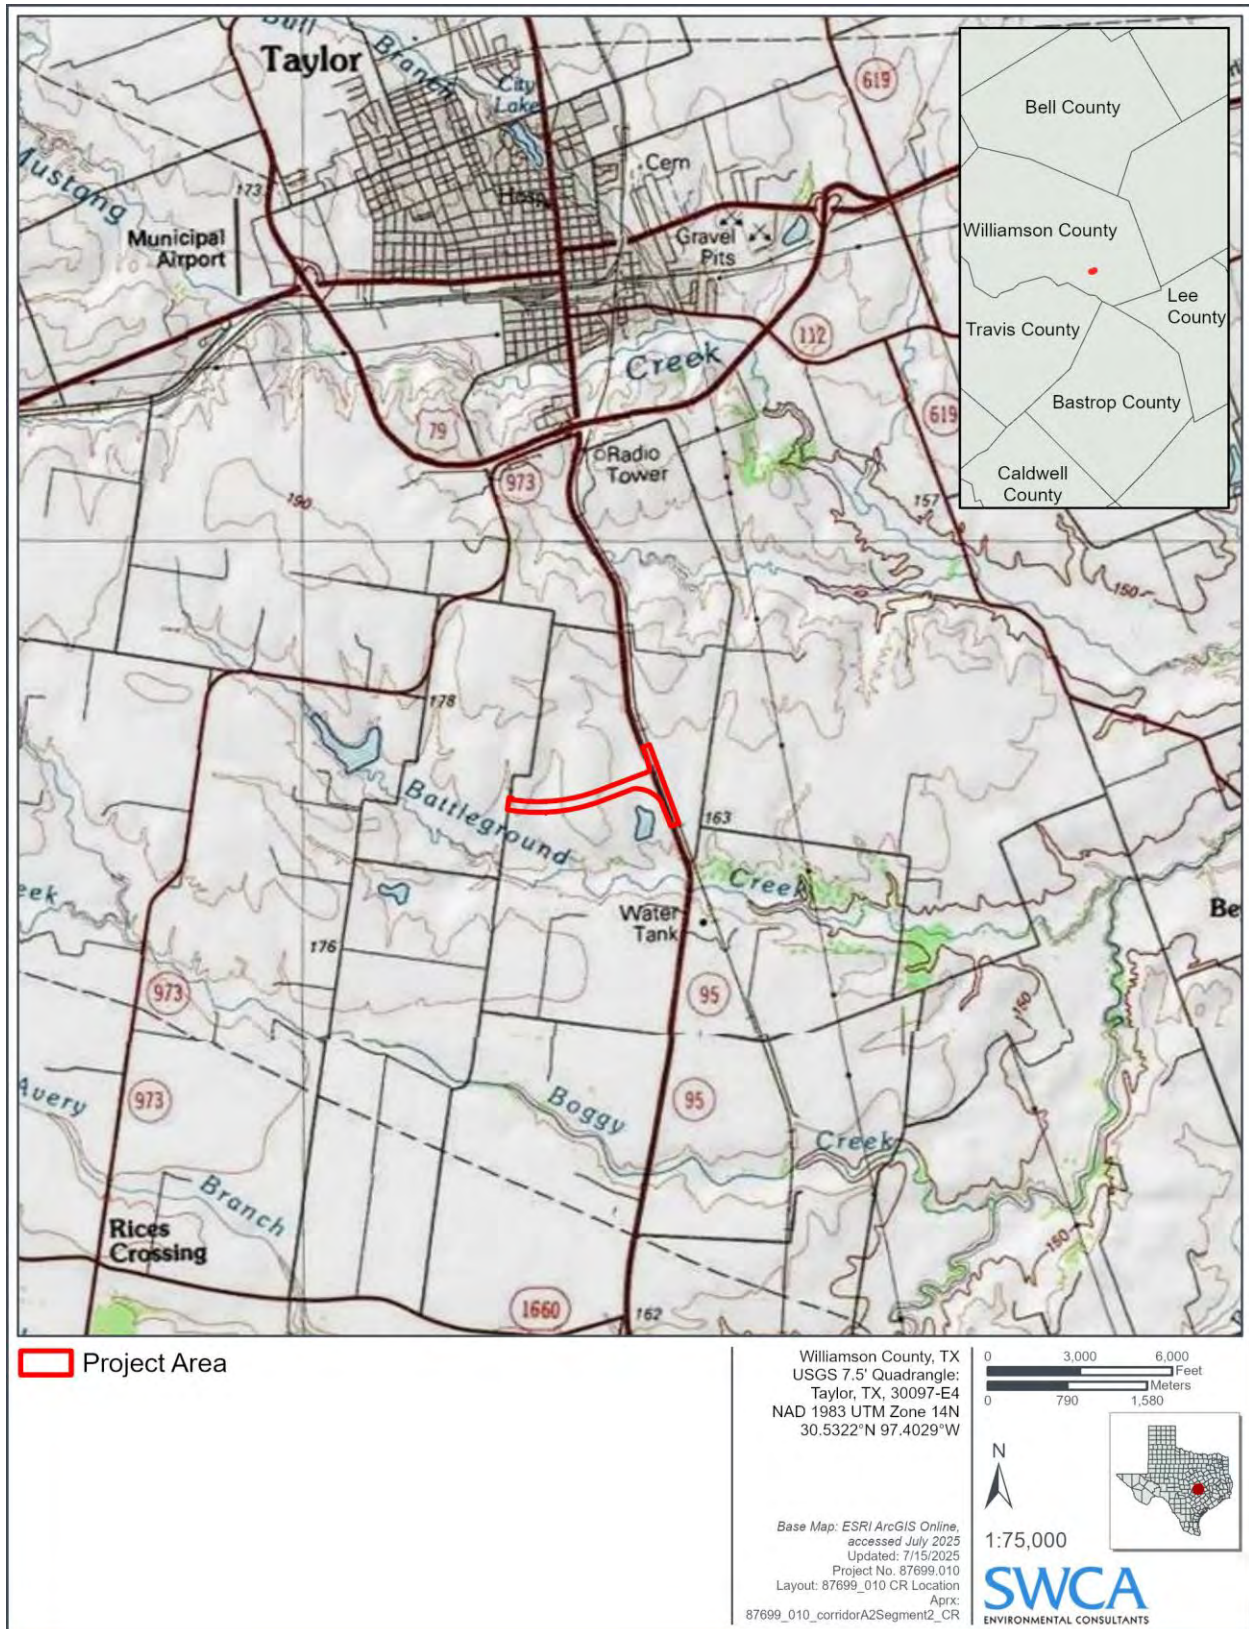 Bull
Branch
Taylor
City
Lake
619
Mustang
173
Cem
Hosp
Municipal
Airport
Gravel
Pits
112
Creek
79
619
Radio
Tower
973
190
157
150
178
Battleground
163
Creek
Water
Tank
eek
176
Be
973
95
150
Avery
973
Boggy
95
Creek
Branch
150
Rices
Crossing
1660
162
Bell County
Williamson County
Lee
County
Travis County
Bastrop County
Caldwell
County
Project Area
Williamson County, TX
USGS 7.5' Quadrangle:
Taylor, TX, 30097-E4
NAD 1983 UTM Zone 14N
30.5322°N 97.4029°W
Base Map: ESRI ArcGIS Online,
accessed July 2025
Updated: 7/15/2025
Project No. 87699.010
Layout: 87699_010 CR Location
Aprx:
87699_010_corridorA2Segment2_CR
0 3,000 6,000
Feet
Meters
0 790 1,580
N
1:75,000
SWCA
ENVIRONMENTAL CONSULTANTS